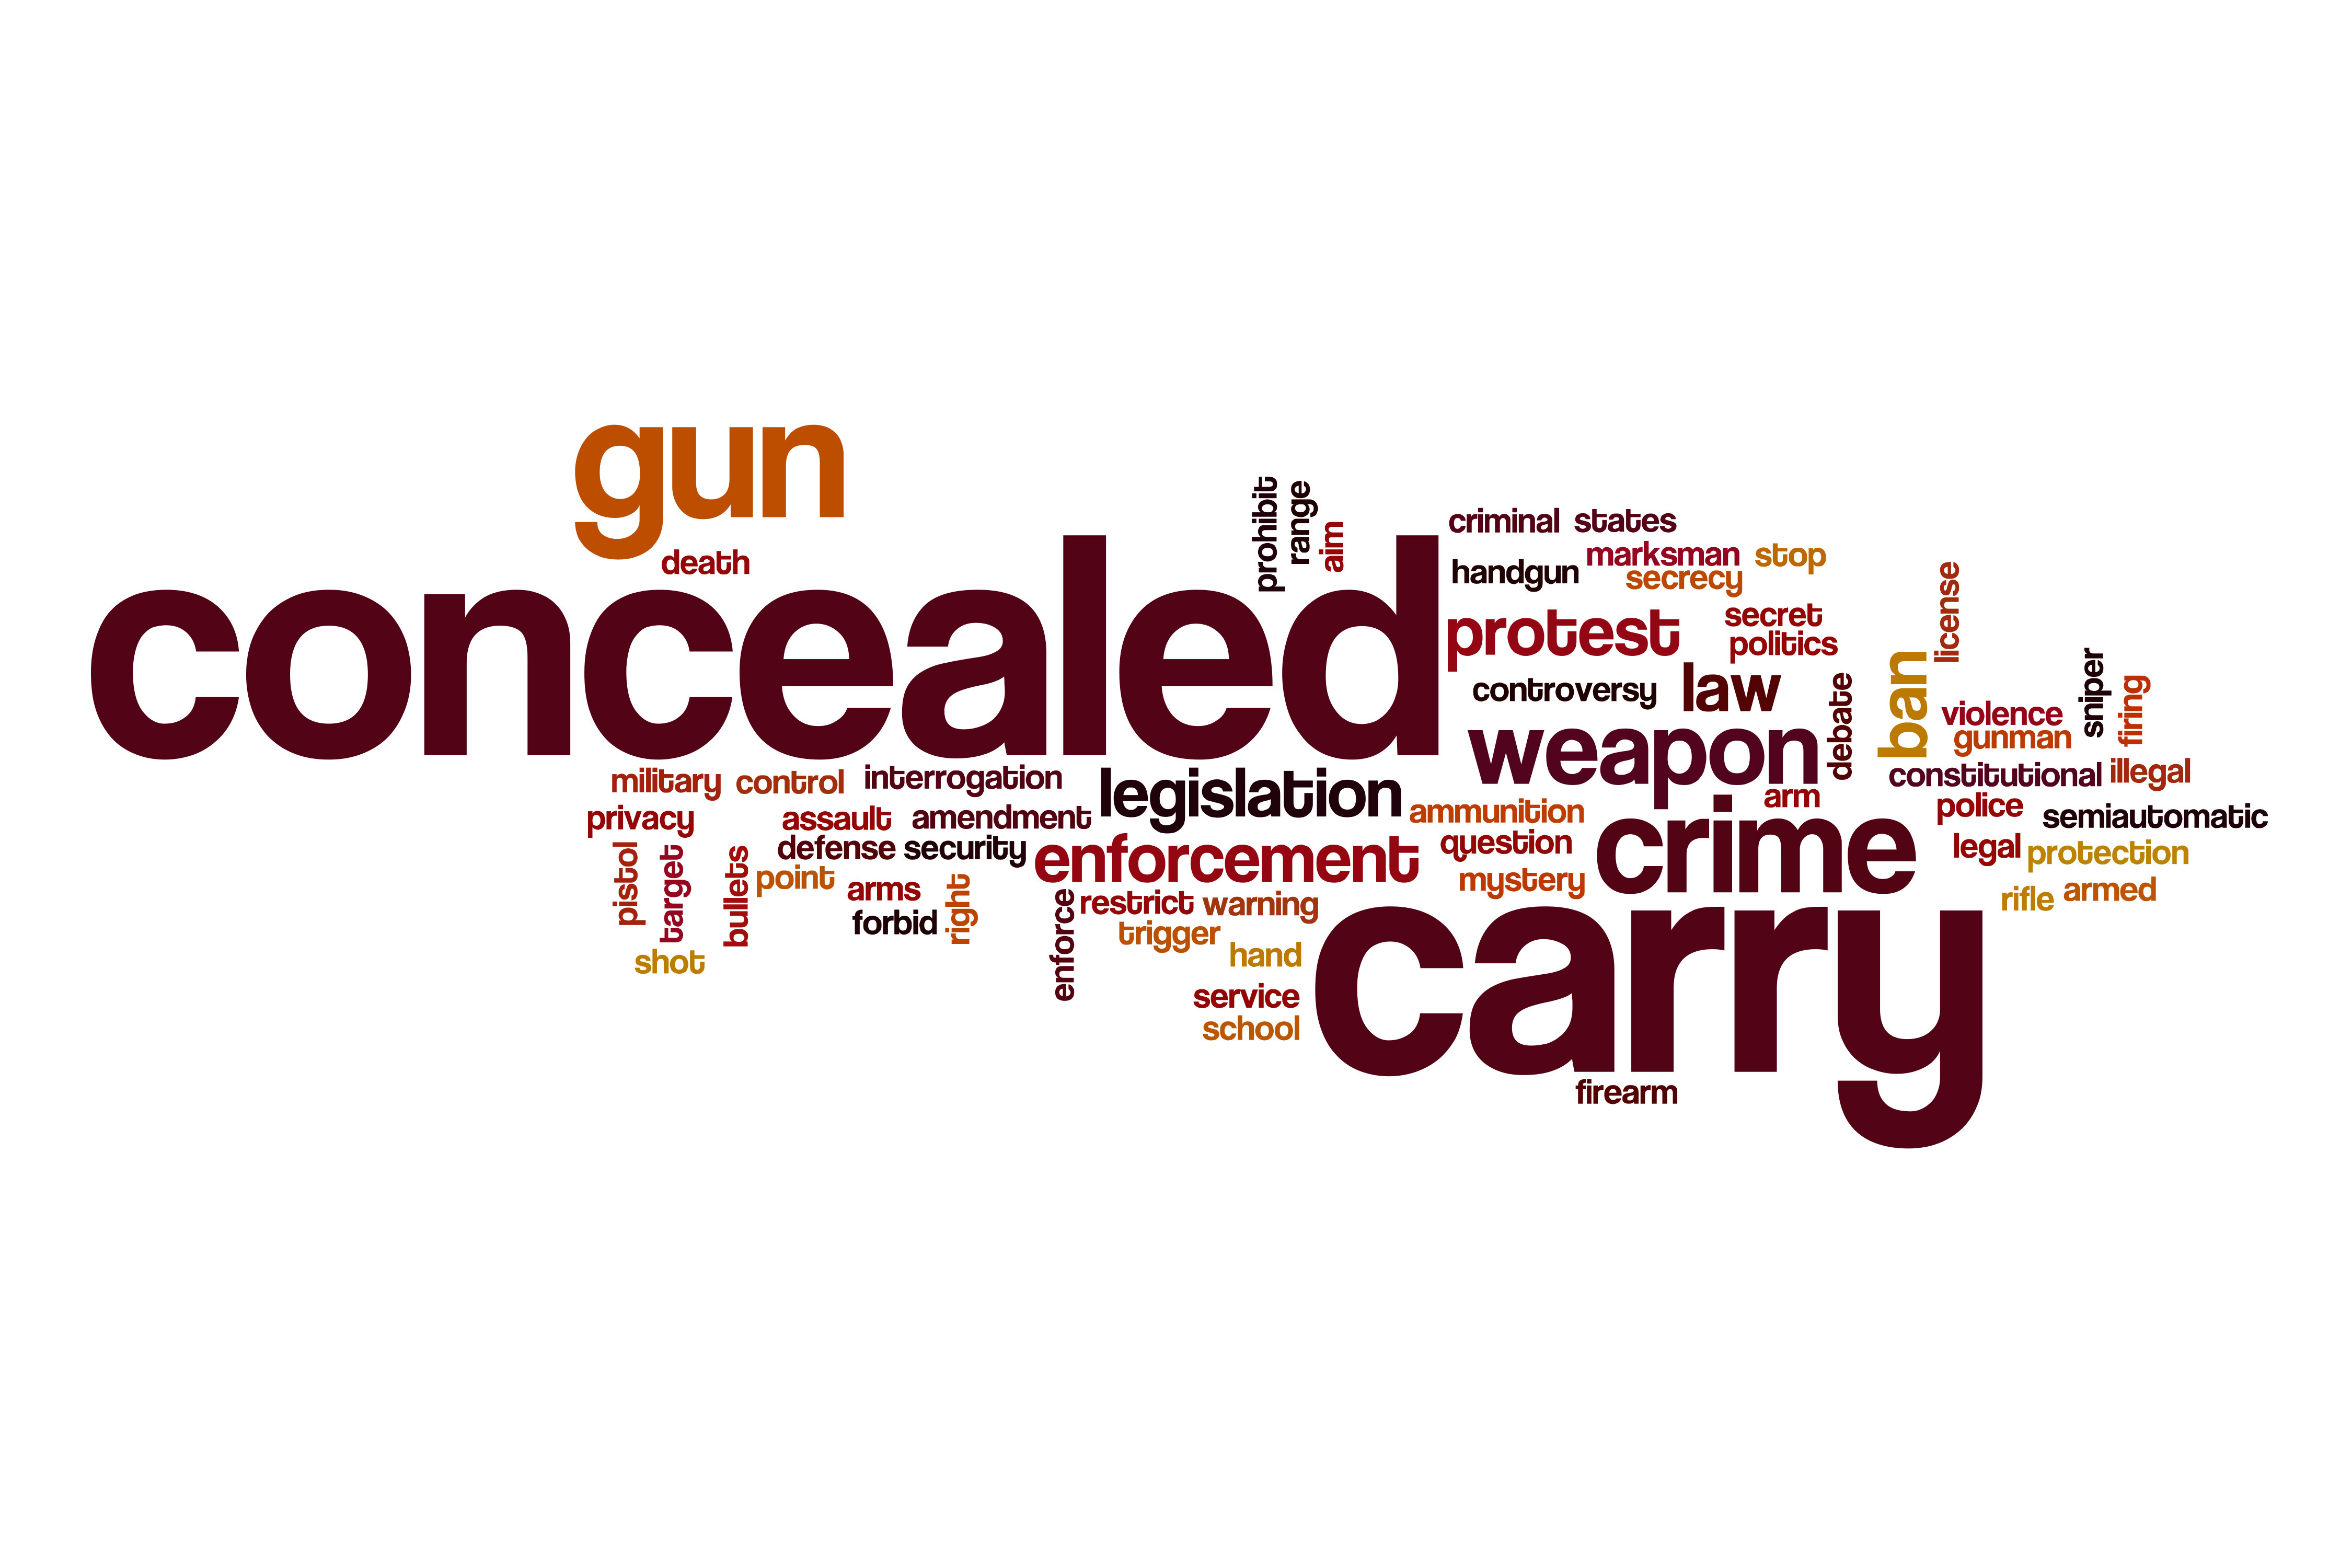 gun
death
prohibit
range
aim
concealed
criminal states
marksman stop
handgun secrecy
protest secret
politics
license
controversy law
debate
ban
violence
gunman
sniper
firing
weapon
constitutional illegal
arm
police semiautomatic
legal protection
rifle armed
military control interrogation
legislation
privacy assault amendment
ammunition
defense security
enforcement question
crime
mystery
pistol
target
bullets
point arms
forbid
right
shot
enforce
restrict warning
trigger
hand
service
school
carry
firearm